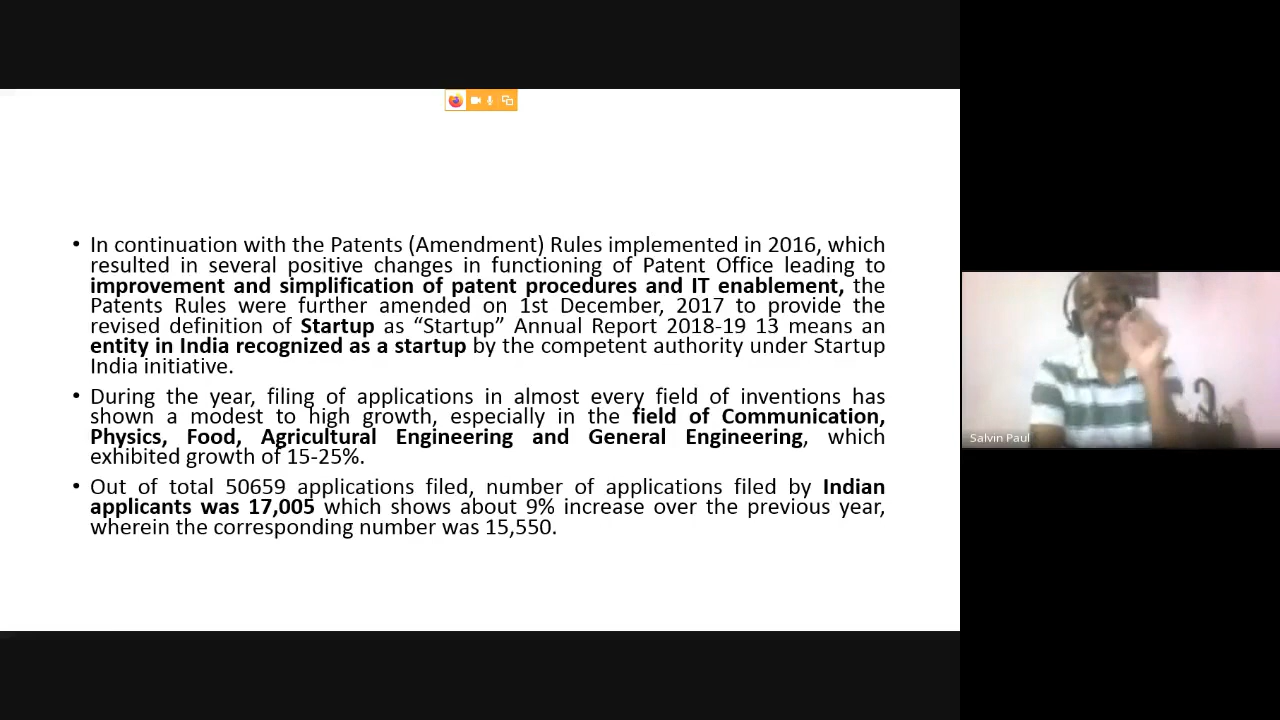 • In continuation with the Patents (Amendment) Rules implemented in 2016, which
resulted in several positive changes in functioning of Patent Office leading to
improvement and simplification of patent procedures and IT enablement, the
Patents Rules were further amended on 1st December, 2017 to provide the
revised definition of Startup as “Startup” Annual Report 2018-19 13 means an
entity in India recognized as a startup by the competent authority under Startup
India initiative.
• During the year, filing of applications in almost every field of inventions has
shown a modest to high growth, especially in the field of Communication,
Physics, Food, Agricultural Engineering and General Engineering, which
exhibited growth of 15-25%.
• Out of total 50659 applications filed, number of applications filed by Indian
applicants was 17,005 which shows about 9% increase over the previous year,
wherein the corresponding number was 15,550.
Salvin Paul